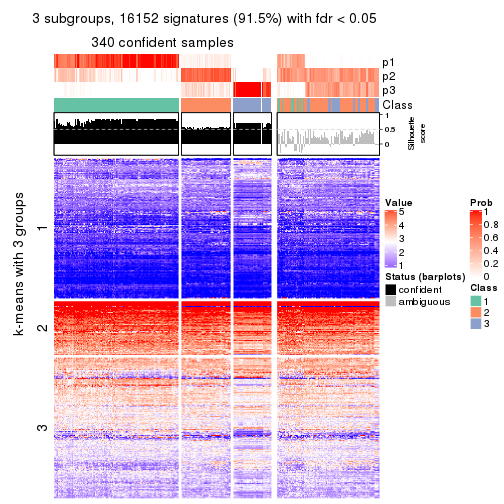 3 subgroups, 16152 signatures (91.5%) with fdr < 0.05
340 confident samples
p1
p2
p3
Class
1
0.5
0
Silhouette
score
k-means with 3 groups
1
2
3
Value
5
4
3
2
1
Status (barplots)
confident
ambiguous
Prob
1
0.8
0.6
0.4
0.2
0
Class
1
2
3